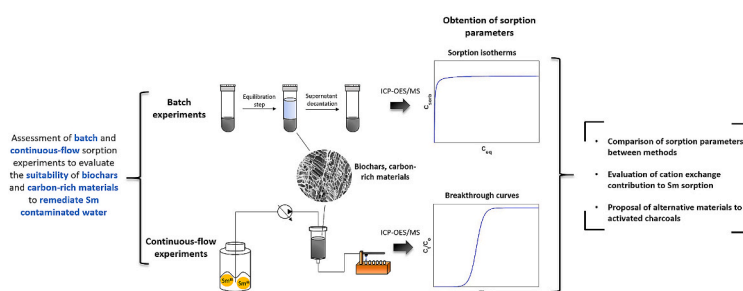 Obtention of sorption
parameters
Assessment of batch and
continuous-flow sorption
experiments to evaluate
the suitability of biochars
and carbon-rich materials
to remediate Sm
contaminated water
Batch
experiments
Equilibration
step
Supernatant
decantation
ICP-OES/MS
Sorption isotherms
C_sorb
C_eq
Biochars, carbon-
rich materials
Continuous-flow
experiments
Sm
Sm
ICP-OES/MS
Breakthrough curves
• Comparison of sorption parameters
between methods
• Evaluation of cation exchange
contribution to Sm sorption
• Proposal of alternative materials to
activated charcoals